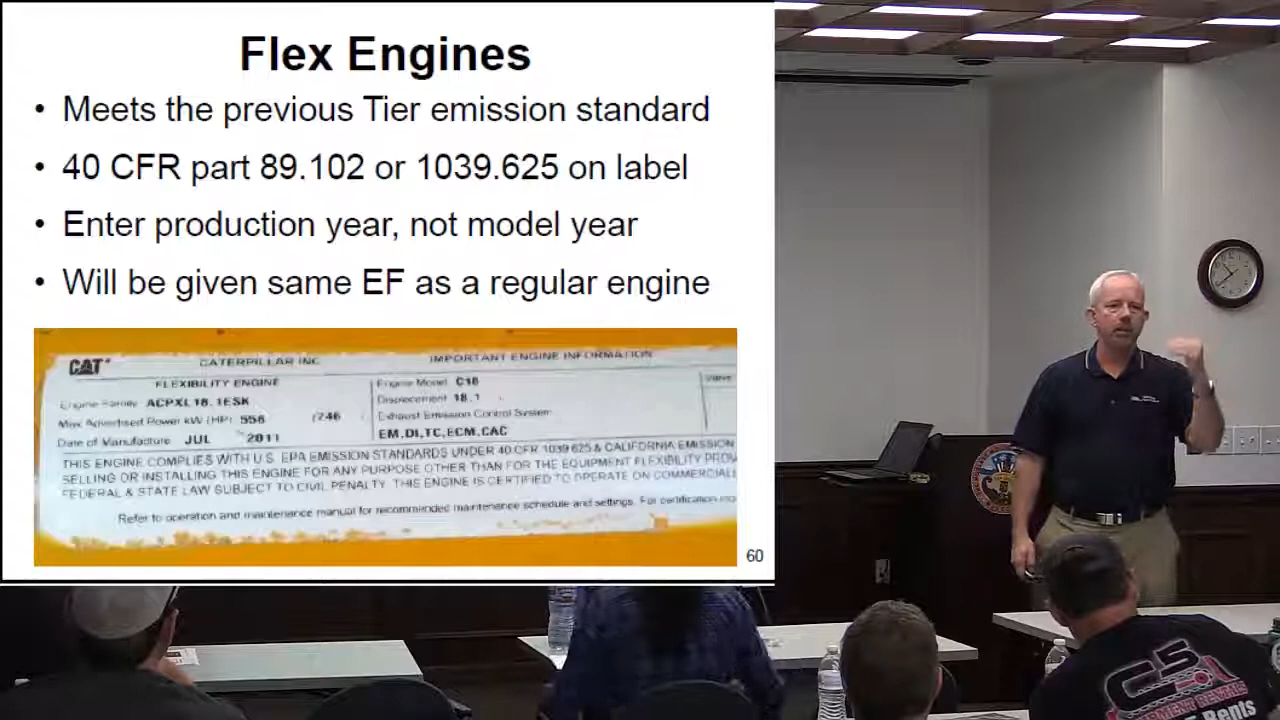 Flex Engines
• Meets the previous Tier emission standard
• 40 CFR part 89.102 or 1039.625 on label
• Enter production year, not model year
• Will be given same EF as a regular engine
CAT CATERPILLAR INC IMPORTANT ENGINE INFORMATION
FLEXIBILITY ENGINE
Engine Family ACPXL18.1ESK
Max Advertised Power kW (HP) 558 /746
Date of Manufacture JUL 2011
Engine Model C18
Displacement 18.1
Exhaust Emission Control System
EM,DI,TC,ECM,CAC
THIS ENGINE COMPLIES WITH U.S. EPA EMISSION STANDARDS UNDER 40 CFR 1039.625 & CALIFORNIA EMISSION
SELLING OR INSTALLING THIS ENGINE FOR ANY PURPOSE OTHER THAN FOR THE EQUIPMENT FLEXIBILITY PROV
FEDERAL & STATE LAW SUBJECT TO CIVIL PENALTY. THIS ENGINE IS CERTIFIED TO OPERATE ON COMMERCIAL
Refer to operation and maintenance manual for recommended maintenance schedule and settings. For certification
60
Rents